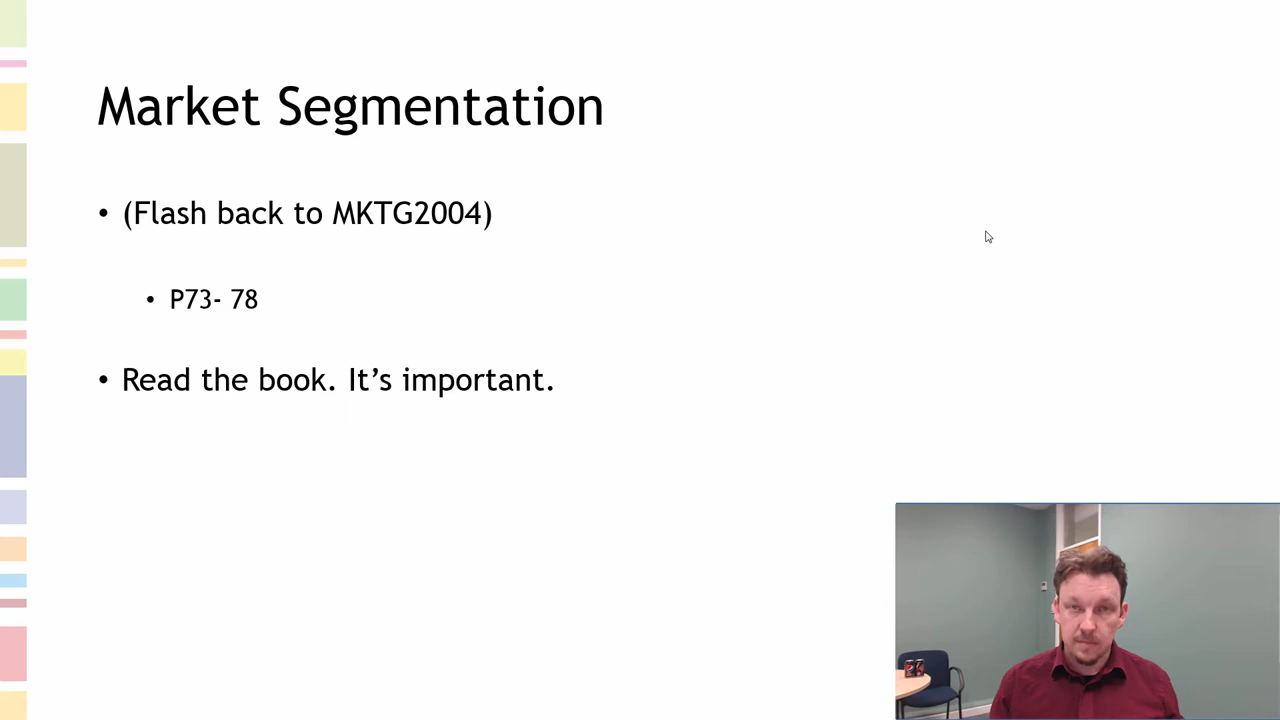 Market Segmentation
• (Flash back to MKTG2004)
• P73- 78
• Read the book. It’s important.